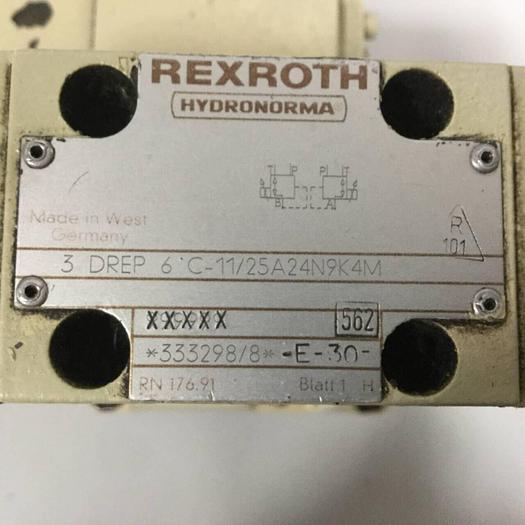 REXROTH
HYDRONORMA
T P P T
B A
Made in West
Germany
R
101
3 DREP 6 C-11/25A24N9K4M
XXXXX 562
*333298/8* -E-30-
RN 176.91 Blatt 1 H